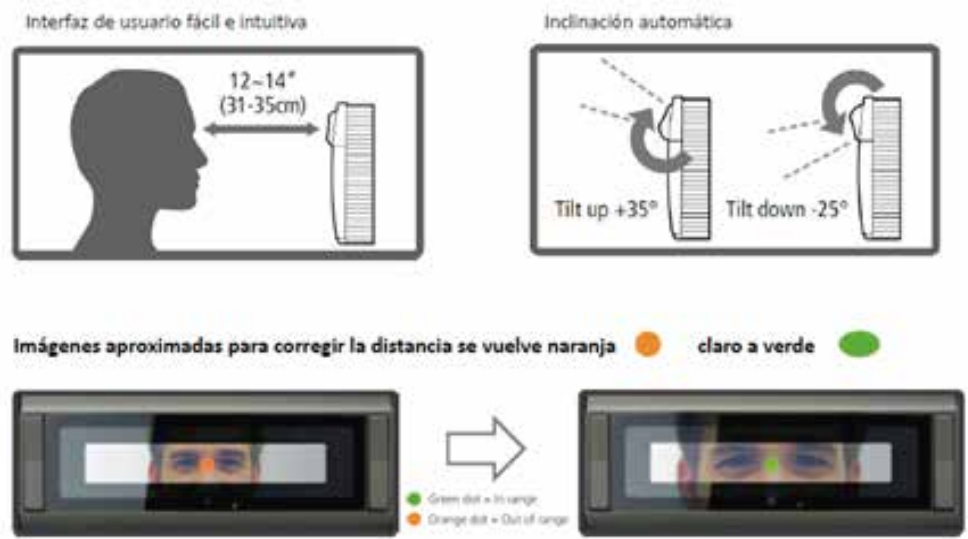 Interfaz de usuario fácil e intuitiva
12~14"
(31-35cm)
Inclinación automática
Tilt up +35°
Tilt down -25°
Imágenes aproximadas para corregir la distancia se vuelve naranja
claro a verde
Green dot = In range
Orange dot = Out of range